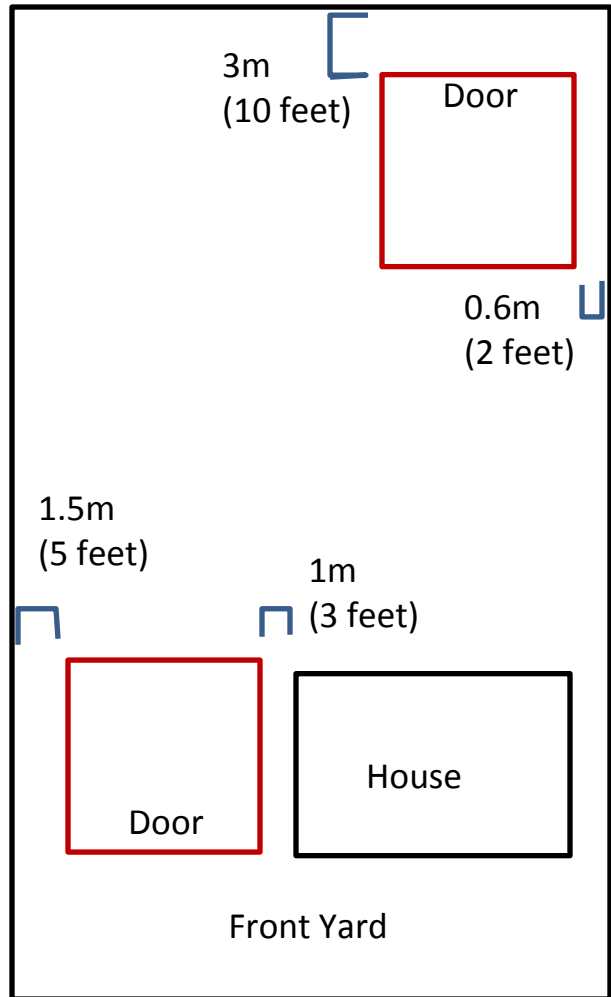 3m
(10 feet)
Door
0.6m
(2 feet)
1.5m
(5 feet)
1m
(3 feet)
House
Door
Front Yard